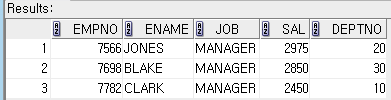 Results:
EMPNO ENAME JOB SAL DEPTNO
1 7566 JONES MANAGER 2975 20
2 7698 BLAKE MANAGER 2850 30
3 7782 CLARK MANAGER 2450 10